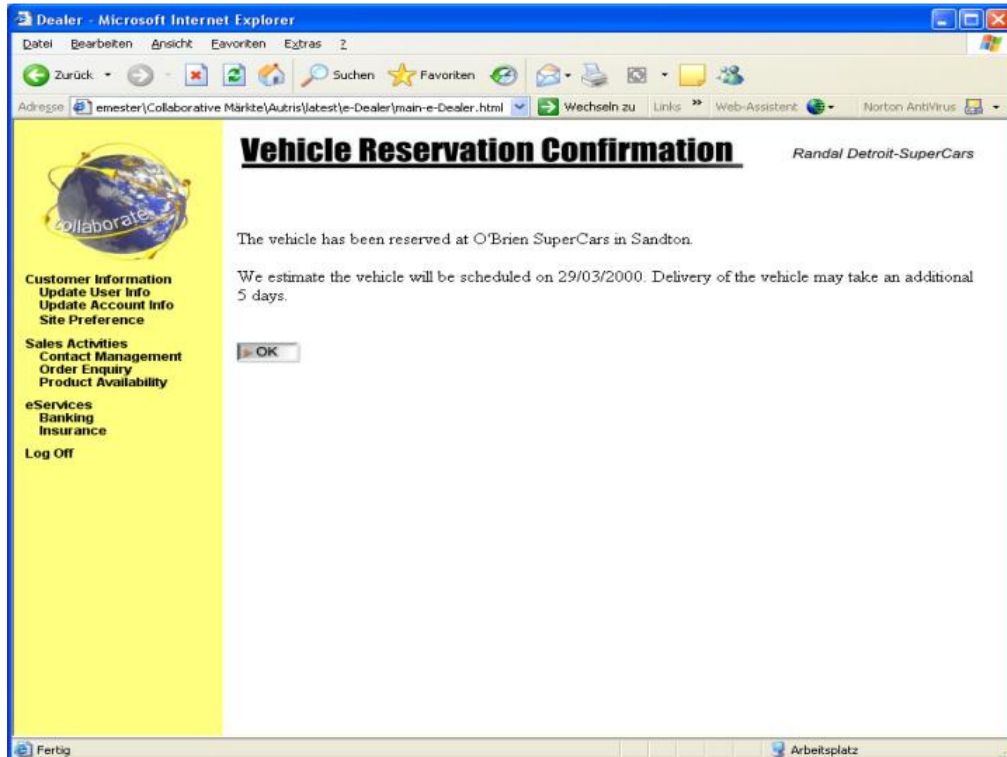 Dealer - Microsoft Internet Explorer
Datei Bearbeiten Ansicht Favoriten Extras ?
Zurück Suchen Favoriten
Adresse emester\Collaborative Märkte\Autris\latest\e-Dealer\main-e-Dealer.html Wechseln zu Links » Web-Assistent Norton AntiVirus
collaborate
Vehicle Reservation Confirmation
Randal Detroit-SuperCars
Customer Information
Update User Info
Update Account Info
Site Preference
Sales Activities
Contact Management
Order Enquiry
Product Availability
eServices
Banking
Insurance
Log Off
The vehicle has been reserved at O'Brien SuperCars in Sandton.
We estimate the vehicle will be scheduled on 29/03/2000. Delivery of the vehicle may take an additional
5 days.
OK
Fertig Arbeitsplatz